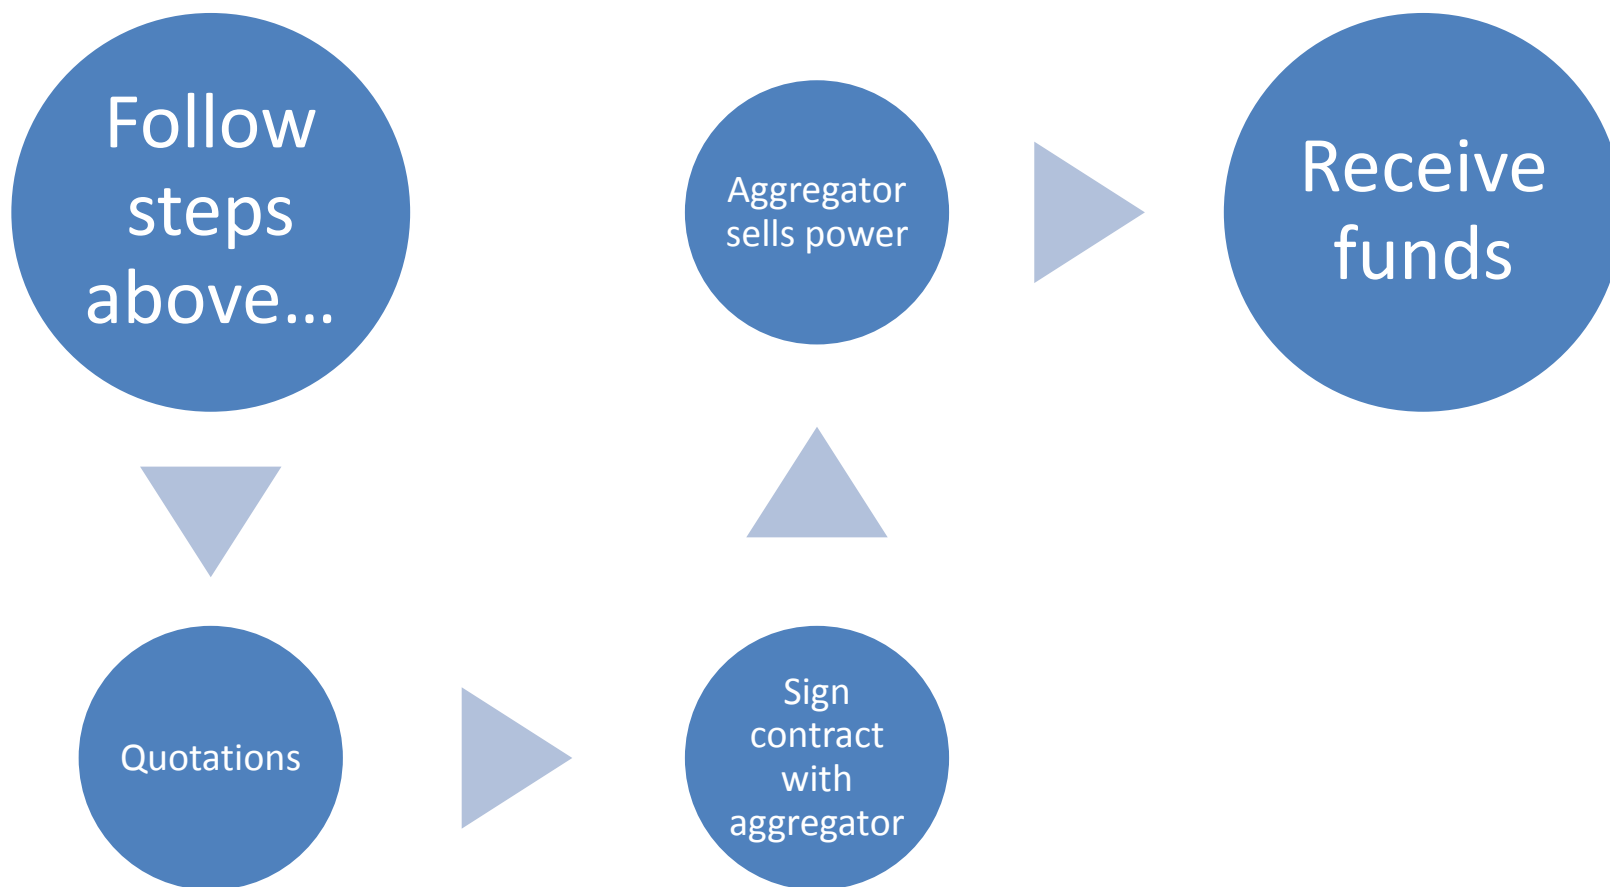 Follow
steps
above…
Quotations
Sign
contract
with
aggregator
Aggregator
sells power
Receive
funds